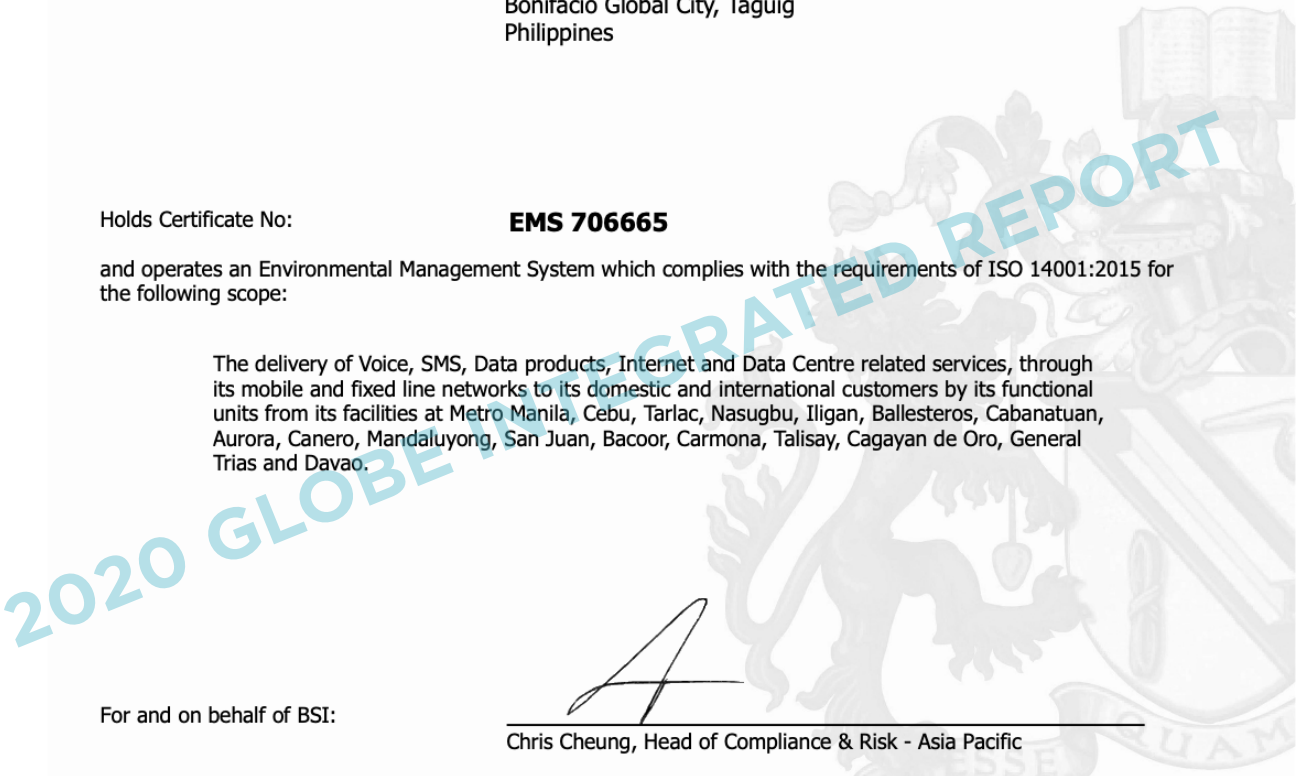 Bonifacio Global City, Taguig
Philippines
Holds Certificate No:
EMS 706665
and operates an Environmental Management System which complies with the requirements of ISO 14001:2015 for
the following scope:
The delivery of Voice, SMS, Data products, Internet and Data Centre related services, through
its mobile and fixed line networks to its domestic and international customers by its functional
units from its facilities at Metro Manila, Cebu, Tarlac, Nasugbu, Iligan, Ballesteros, Cabanatuan,
Aurora, Canero, Mandaluyong, San Juan, Bacoor, Carmona, Talisay, Cagayan de Oro, General
Trias and Davao.
2020 GLOBE INTEGRATED REPORT
For and on behalf of BSI:
Chris Cheung, Head of Compliance & Risk - Asia Pacific
ESSE QUAM